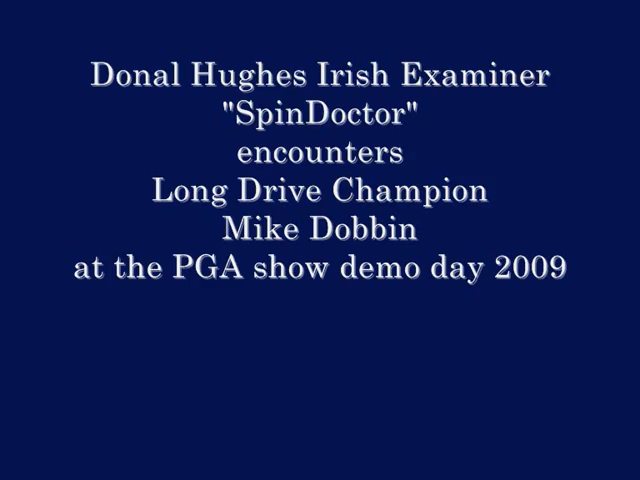 Donal Hughes Irish Examiner
"SpinDoctor"
encounters
Long Drive Champion
Mike Dobbin
at the PGA show demo day 2009